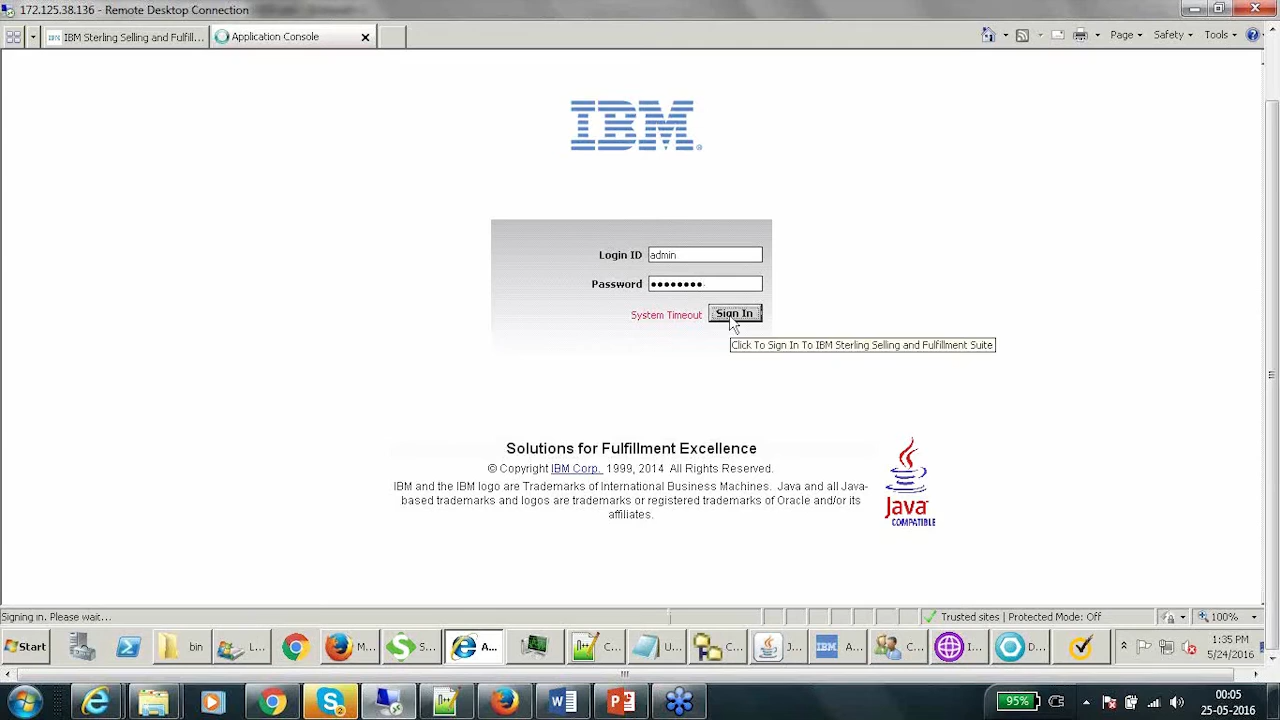 172.125.38.136 - Remote Desktop Connection
IBM Sterling Selling and Fulfill...
Application Console
Page
Safety
Tools
IBM
Login ID admin
Password
System Timeout Sign In
Click To Sign In To IBM Sterling Selling and Fulfillment Suite
Solutions for Fulfillment Excellence
© Copyright IBM Corp. 1999, 2014 All Rights Reserved.
IBM and the IBM logo are Trademarks of International Business Machines. Java and all Java-
based trademarks and logos are trademarks or registered trademarks of Oracle and/or its
affiliates.
Java
COMPATIBLE
Signing in. Please wait...
Trusted sites | Protected Mode: Off
100%
Start
bin
L...
M...
S...
A...
C...
U...
C...
J...
IBM A...
C...
I...
D...
1:35 PM
5/24/2016
95%
00:05
25-05-2016